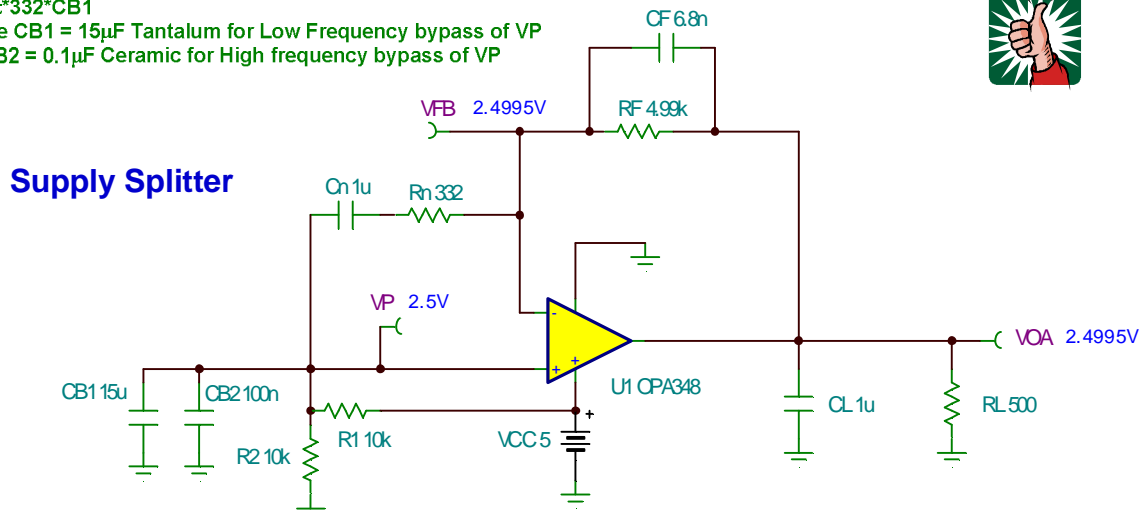 *332*CB1
e CB1 = 15µF Tantalum for Low Frequency bypass of VP
B2 = 0.1µF Ceramic for High frequency bypass of VP
CF 6.8n
VFB 2.4995V
RF 4.99k
Supply Splitter
Cn 1u
Rn 332
VP 2.5V
-
+
+
U1 OPA348
VOA 2.4995V
CB1 15u
CB2 100n
CL 1u
RL 500
+
R1 10k
VCC 5
R2 10k